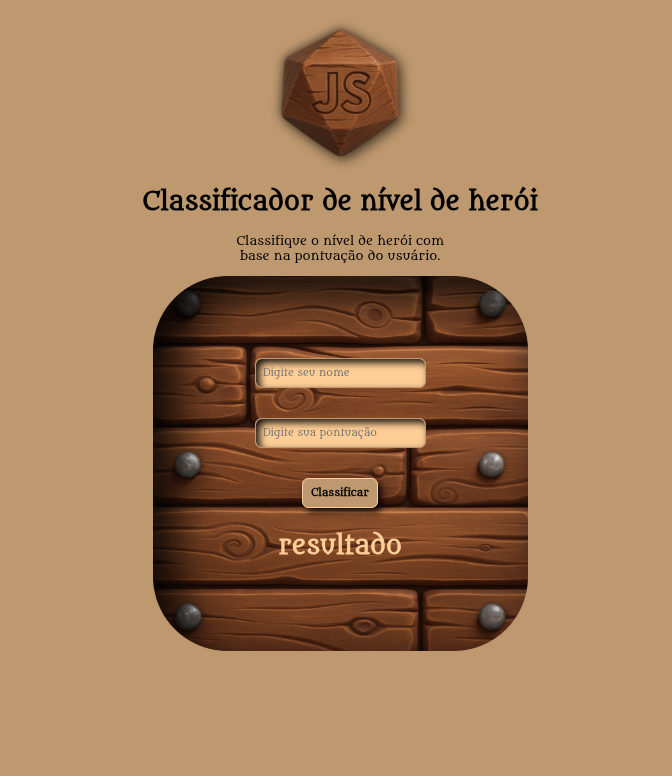 JS
Classificador de nível de herói
Classifique o nível de herói com
base na pontuação do usuário.
Digite seu nome
Digite sua pontuação
Classificar
resultado